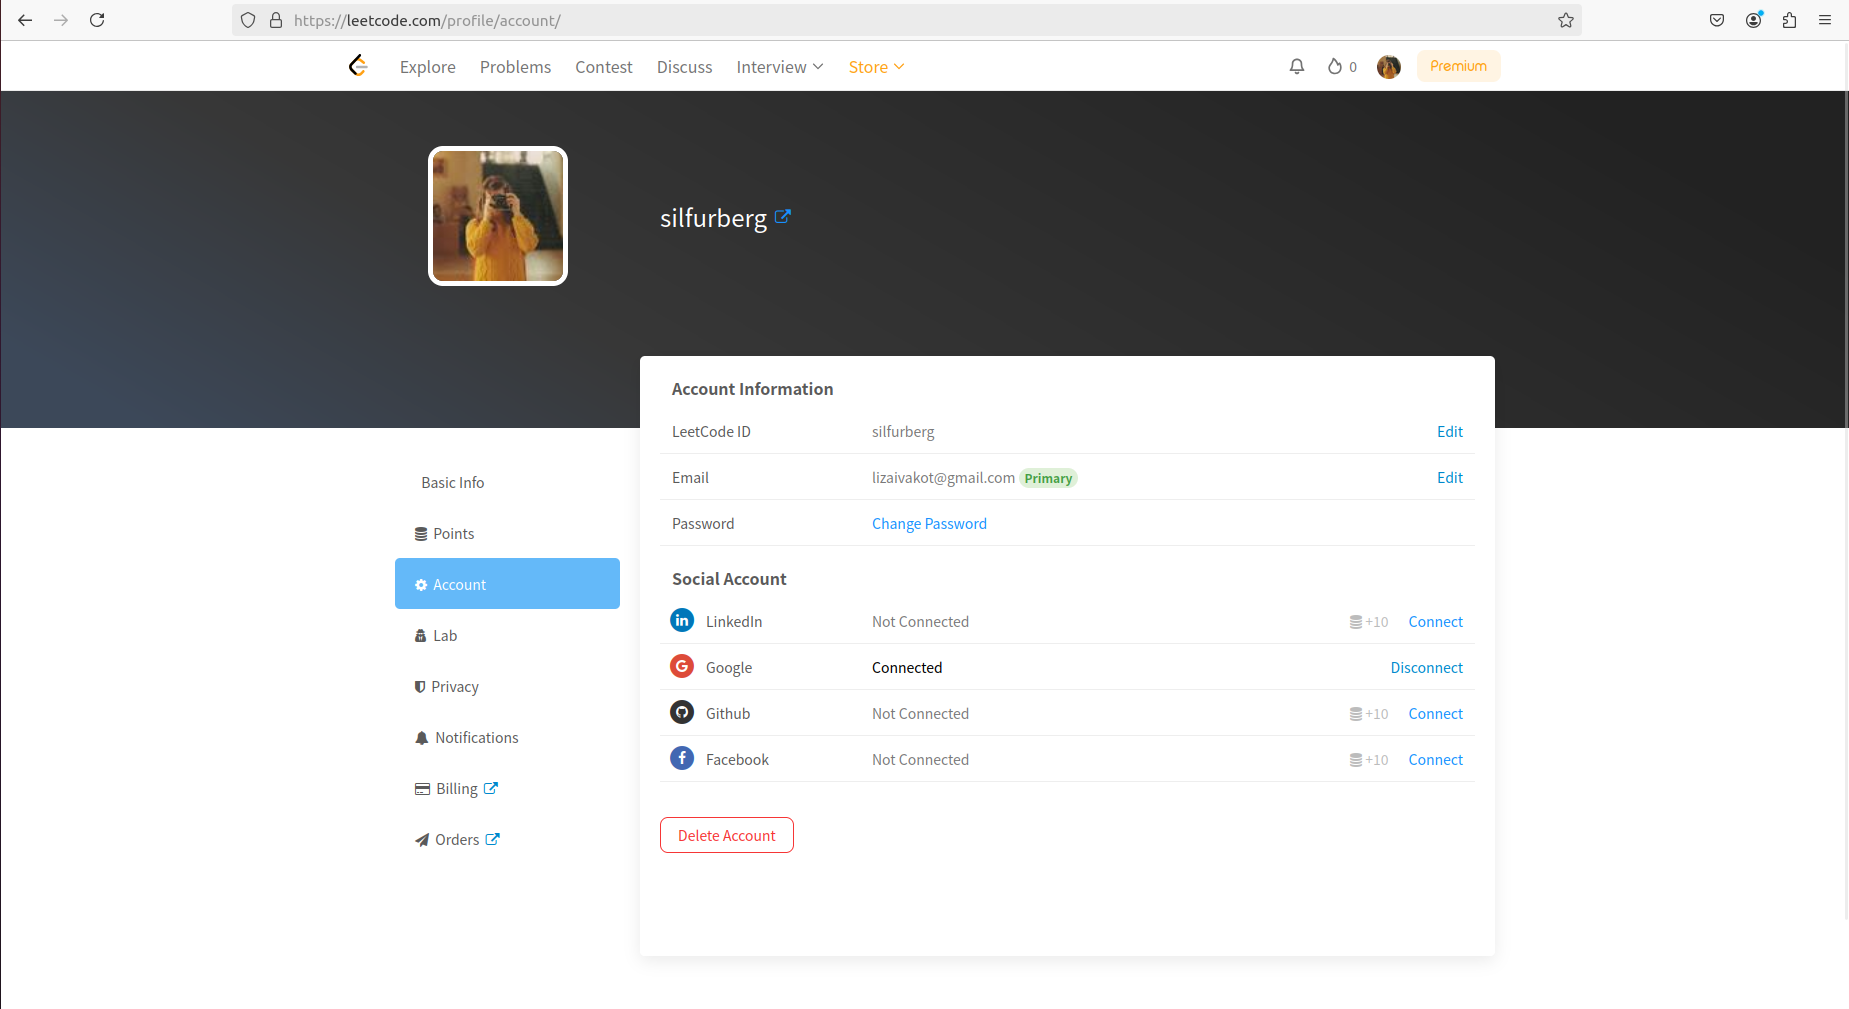 https://leetcode.com/profile/account/
Explore Problems Contest Discuss Interview Store 0 Premium
silfurberg
Account Information
LeetCode ID silfurberg Edit
Email lizaivakot@gmail.com Primary Edit
Password Change Password
Social Account
LinkedIn Not Connected +10 Connect
Google Connected Disconnect
Github Not Connected +10 Connect
Facebook Not Connected +10 Connect
Delete Account
Basic Info
Points
Account
Lab
Privacy
Notifications
Billing
Orders